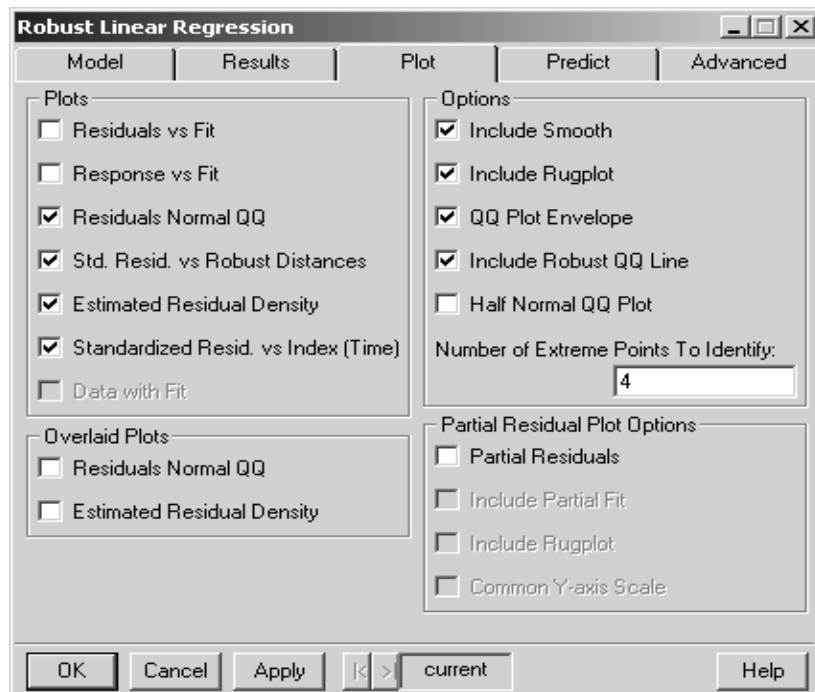 Robust Linear Regression
Model Results Plot Predict Advanced
Plots
Residuals vs Fit
Response vs Fit
Residuals Normal QQ
Std. Resid. vs Robust Distances
Estimated Residual Density
Standardized Resid. vs Index (Time)
Data with Fit
Overlaid Plots
Residuals Normal QQ
Estimated Residual Density
Options
Include Smooth
Include Rugplot
QQ Plot Envelope
Include Robust QQ Line
Half Normal QQ Plot
Number of Extreme Points To Identify:
4
Partial Residual Plot Options
Partial Residuals
Include Partial Fit
Include Rugplot
Common Y-axis Scale
OK Cancel Apply |< >| current Help